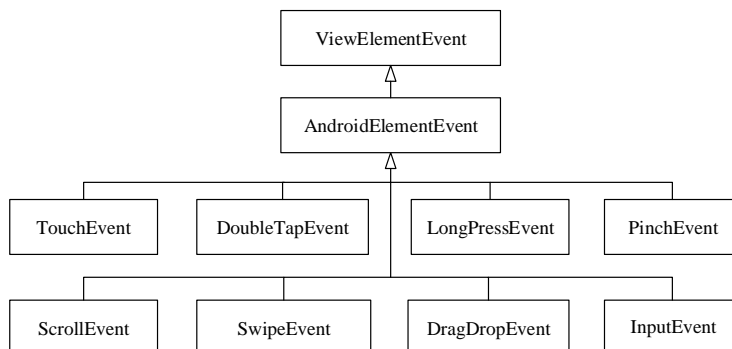 ViewElementEvent
AndroidElementEvent
TouchEvent
DoubleTapEvent
LongPressEvent
PinchEvent
ScrollEvent
SwipeEvent
DragDropEvent
InputEvent